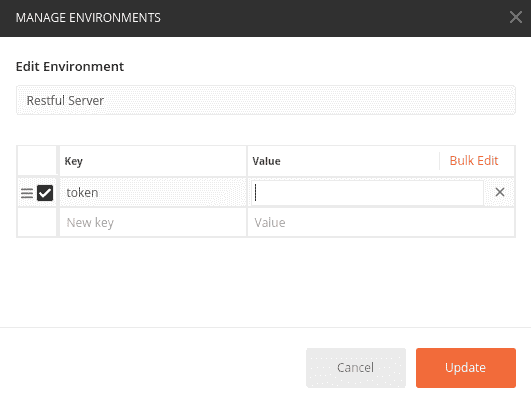 MANAGE ENVIRONMENTS
Edit Environment
Restful Server
Key Value Bulk Edit
token
New key Value
Cancel Update